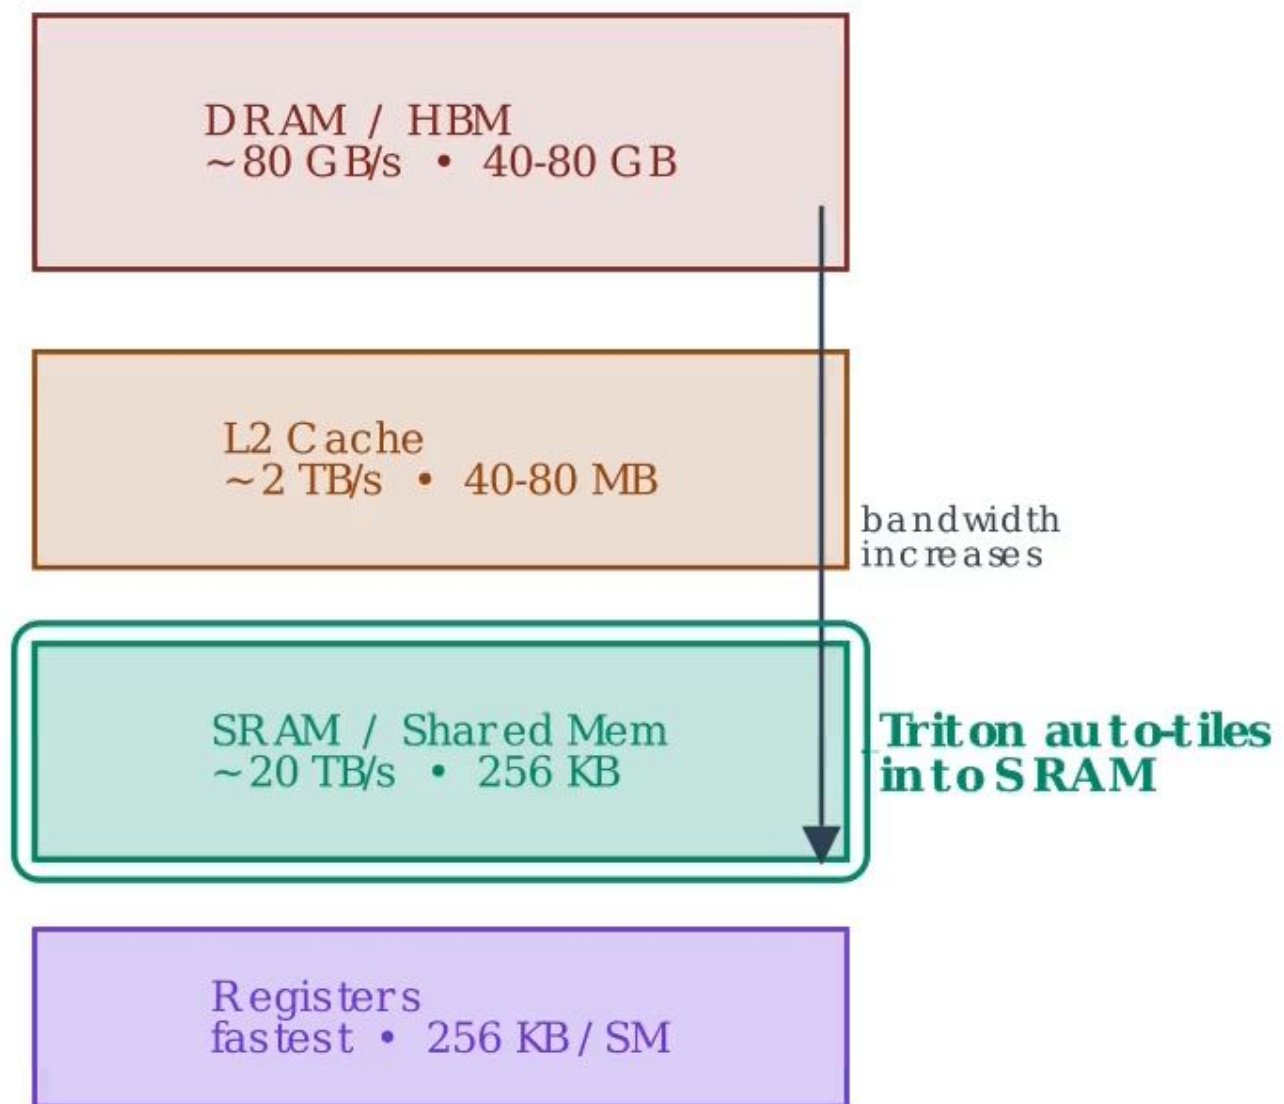 DRAM / HBM
~80 GB/s • 40-80 GB
L2 Cache
~2 TB/s • 40-80 MB
bandwidth
increases
SRAM / Shared Mem
~20 TB/s • 256 KB
Triton auto-tiles
into SRAM
Registers
fastest • 256 KB / SM